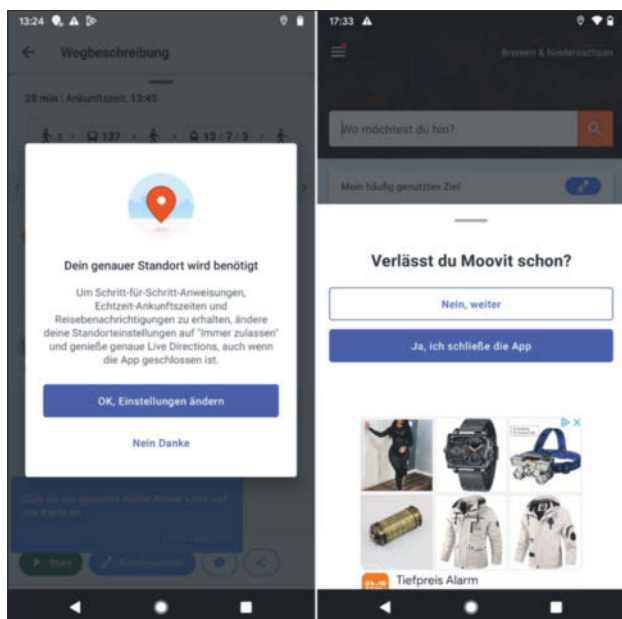 13:24
Wegbeschreibung
28 min | Ankunftszeit: 13:45
3 137 13 / 7 / 3
Dein genauer Standort wird benötigt
Um Schritt-für-Schritt-Anweisungen,
Echtzeit-Ankunftszeiten und
Reisebenachrichtigungen zu erhalten, ändere
deine Standorteinstellungen auf "Immer zulassen"
und genieße genaue Live Directions, auch wenn
die App geschlossen ist.
OK, Einstellungen ändern
Nein Danke
Start
17:33
Bremen & Niedersachsen
Wo möchtest du hin?
Mein häufig genutztes Ziel
Verlässt du Moovit schon?
Nein, weiter
Ja, ich schließe die App
Tiefpreis Alarm